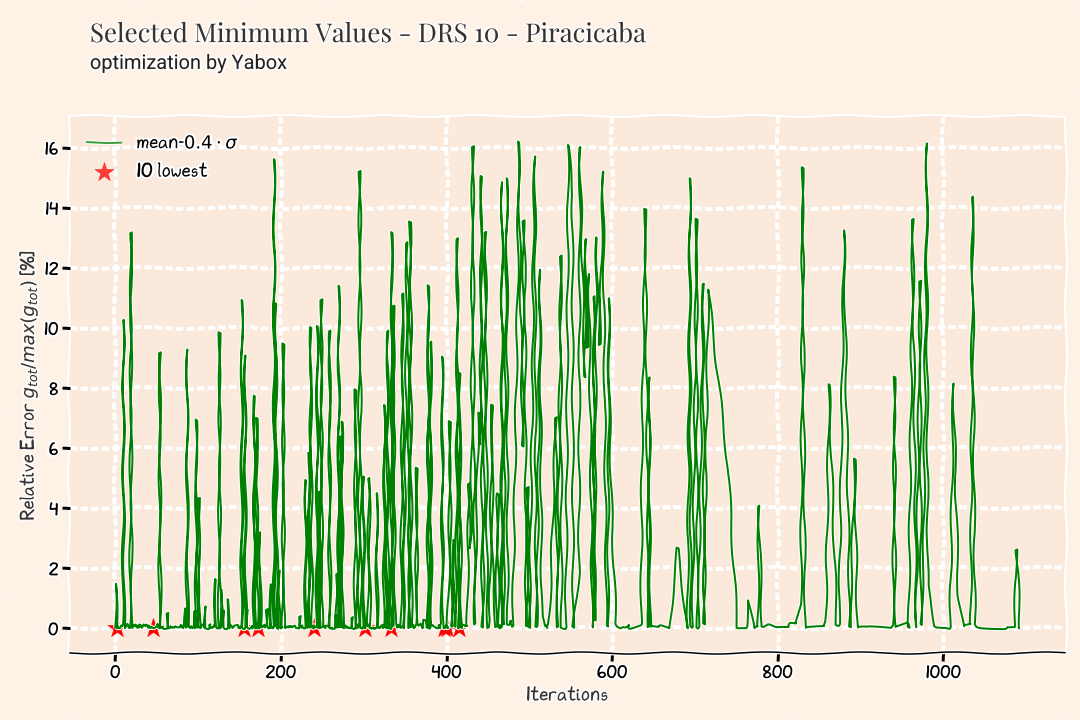 Selected Minimum Values - DRS 10 - Piracicaba
optimization by Yabox
mean-0.4 · σ
10 lowest
Relative Error g_tot/max(g_tot) [%]
16
14
12
10
8
6
4
2
0
0 200 400 600 800 1000
Iterations